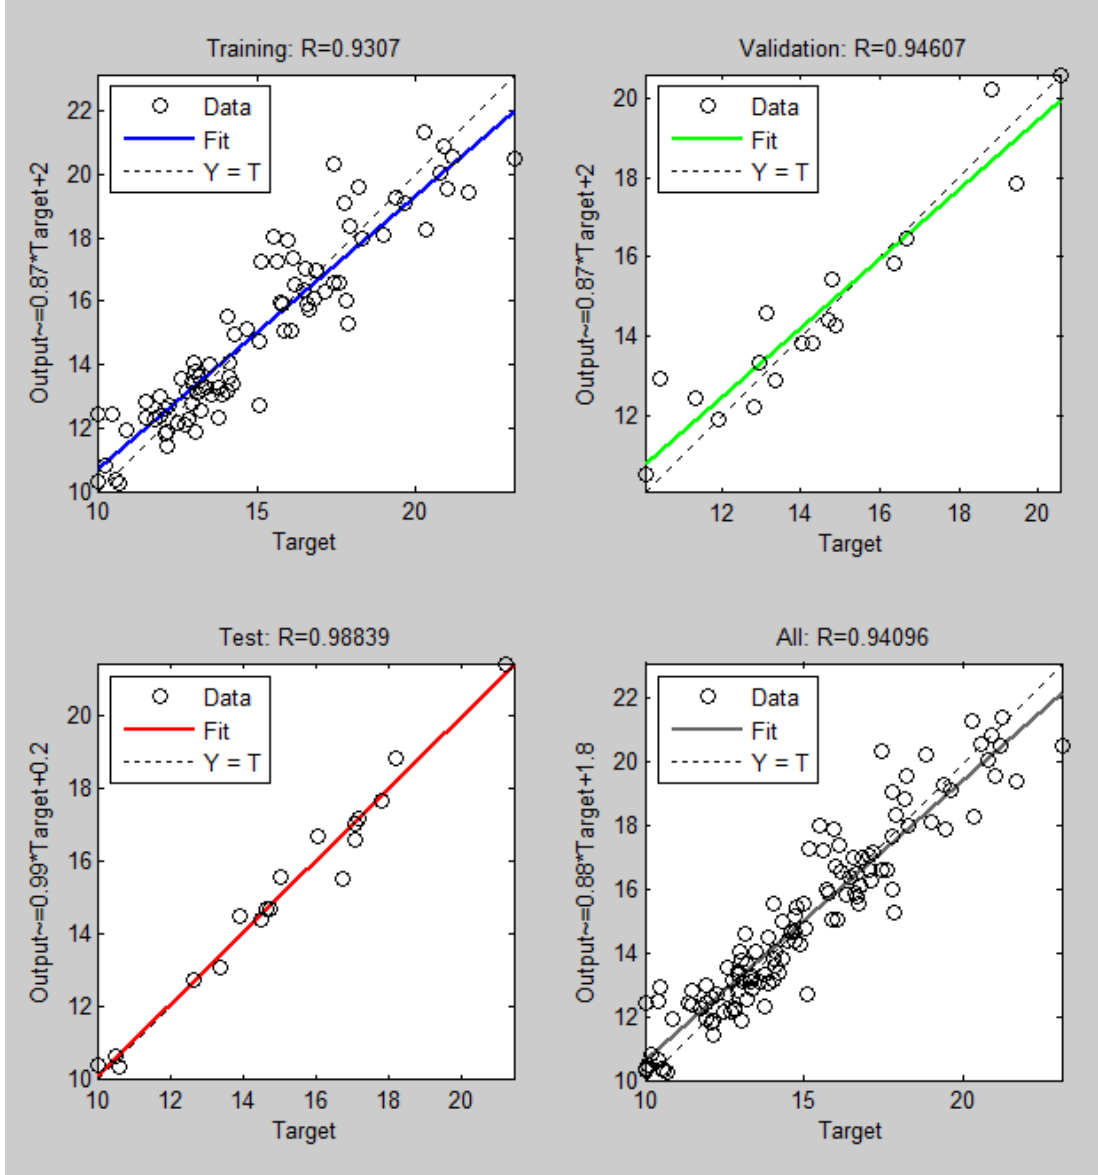 Training: R=0.9307
Output~=0.87*Target+2
22
20
18
16
14
12
10
Data
Fit
Y = T
10 15 20
Target
Validation: R=0.94607
Output~=0.87*Target+2
20
18
16
14
12
Data
Fit
Y = T
12 14 16 18 20
Target
Test: R=0.98839
Output~=0.99*Target+0.2
20
18
16
14
12
10
Data
Fit
Y = T
10 12 14 16 18 20
Target
All: R=0.94096
Output~=0.88*Target+1.8
22
20
18
16
14
12
10
Data
Fit
Y = T
10 15 20
Target